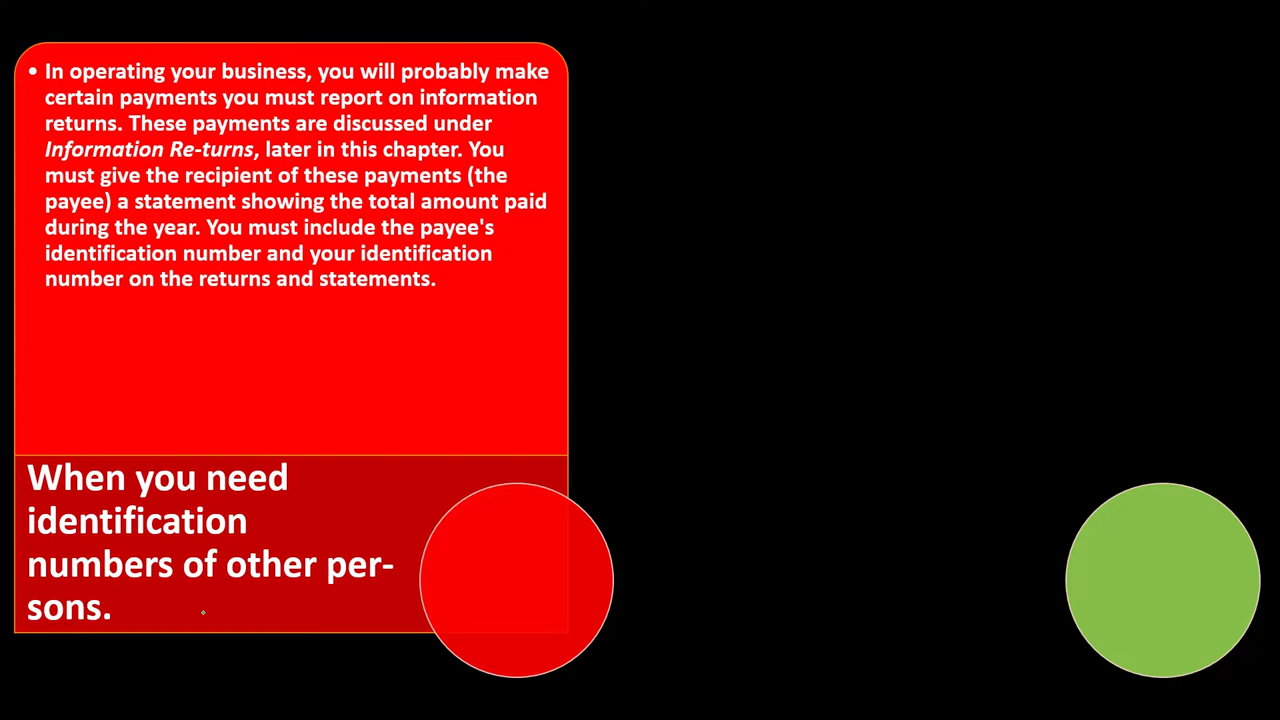 • In operating your business, you will probably make
certain payments you must report on information
returns. These payments are discussed under
Information Re-turns, later in this chapter. You
must give the recipient of these payments (the
payee) a statement showing the total amount paid
during the year. You must include the payee's
identification number and your identification
number on the returns and statements.
When you need
identification
numbers of other per-
sons.